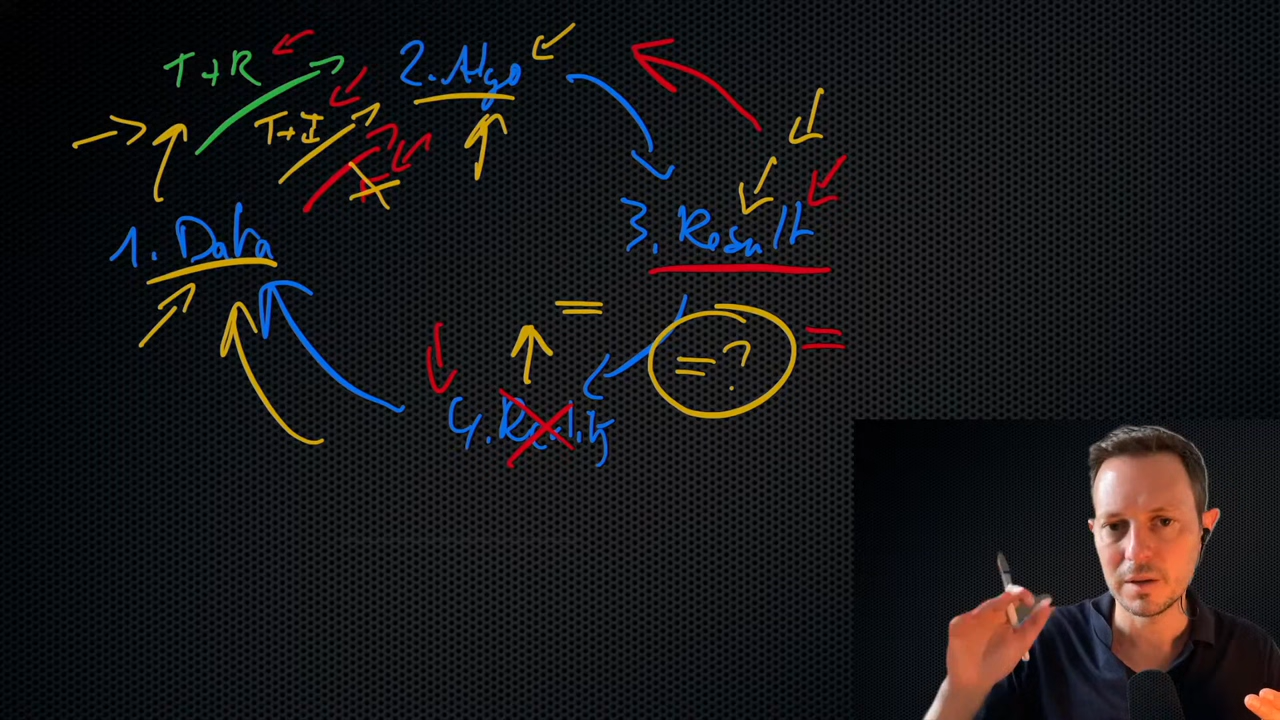 T+R
2. Algo
T+I
1. Data
3. Result
= ?
4. Reality